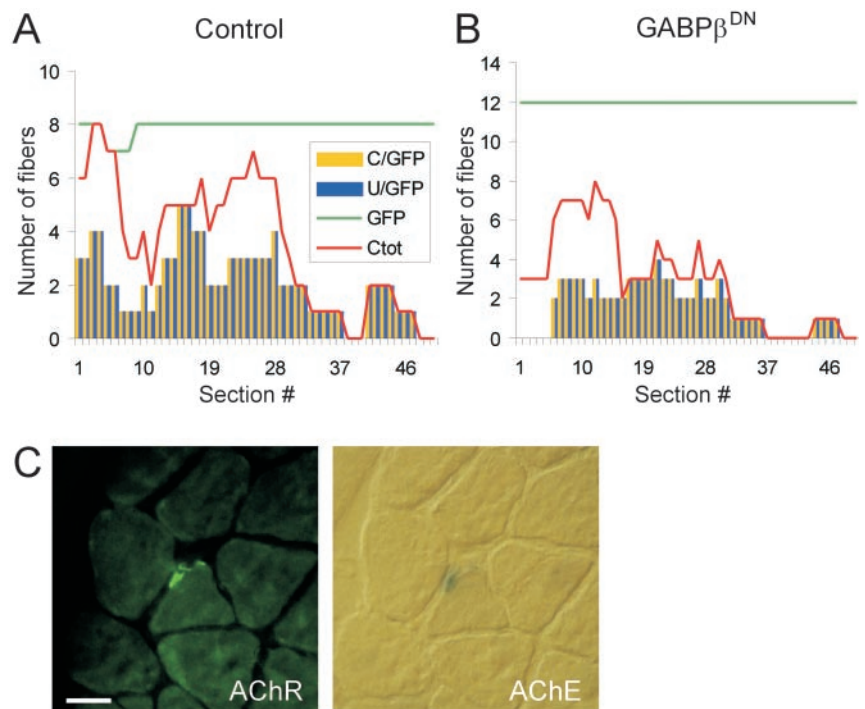 A
Control
Number of fibers
10
8
6
4
2
0
1
10
19
28
37
46
Section #
C/GFP
U/GFP
GFP
Ctot
B
GABPβDN
Number of fibers
14
12
10
8
6
4
2
0
1
10
19
28
37
46
Section #
C
AChR
AChE